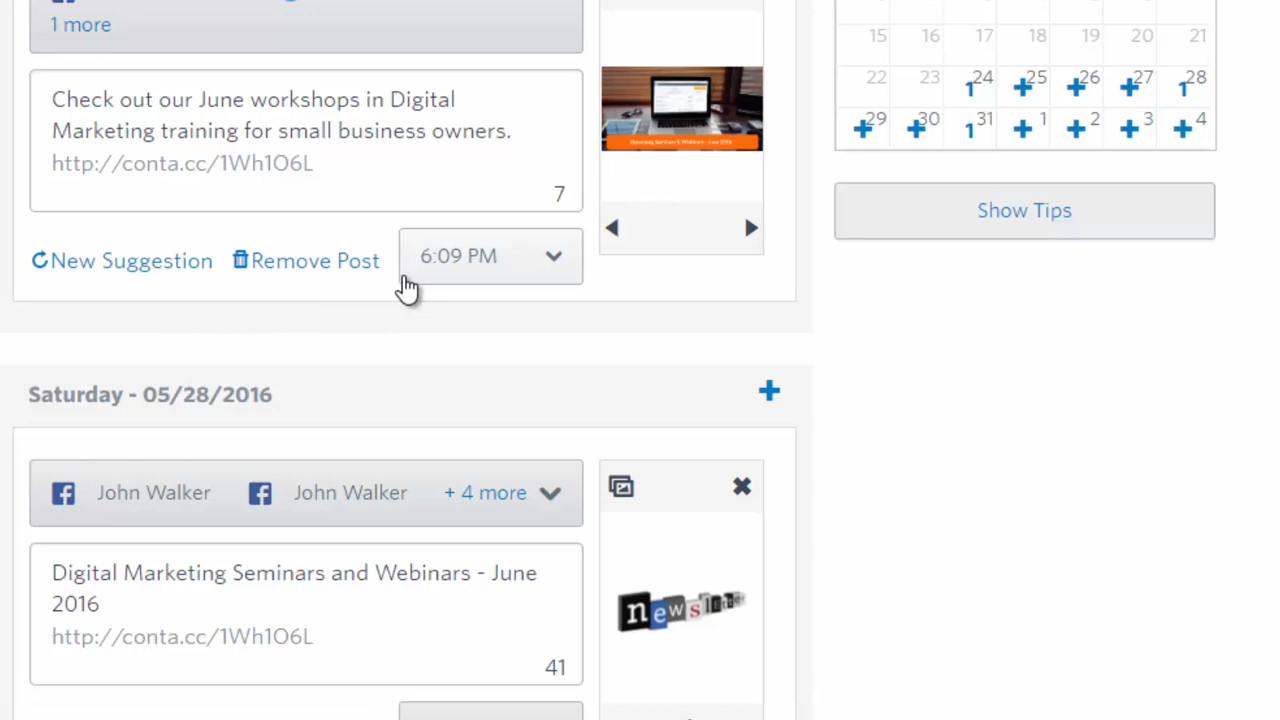 1 more
Check out our June workshops in Digital
Marketing training for small business owners.
http://conta.cc/1Wh1O6L
7
New Suggestion Remove Post 6:09 PM
15 16 17 18 19 20 21
22 23 1 24 25 26 27 1 28
29 30 1 31 1 2 3 4
Show Tips
Saturday - 05/28/2016
John Walker John Walker + 4 more
Digital Marketing Seminars and Webinars - June
2016
http://conta.cc/1Wh1O6L
41
newsletter